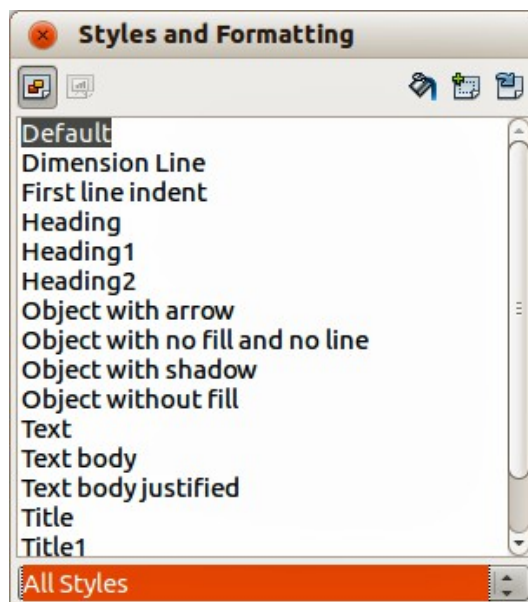 Styles and Formatting
Default
Dimension Line
First line indent
Heading
Heading1
Heading2
Object with arrow
Object with no fill and no line
Object with shadow
Object without fill
Text
Text body
Text body justified
Title
Title1
All Styles